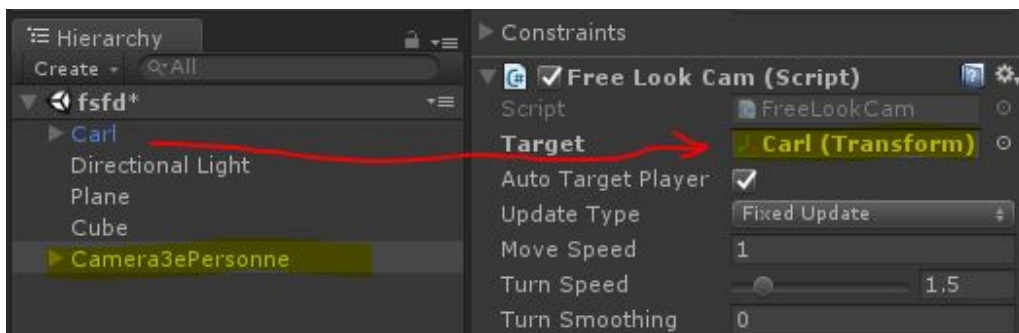 Hierarchy
Create
Q▾All
fsfd*
Carl
Directional Light
Plane
Cube
Camera3ePersonne
Constraints
Free Look Cam (Script)
Script FreeLookCam
Target Carl (Transform)
Auto Target Player
Update Type Fixed Update
Move Speed 1
Turn Speed 1.5
Turn Smoothing 0